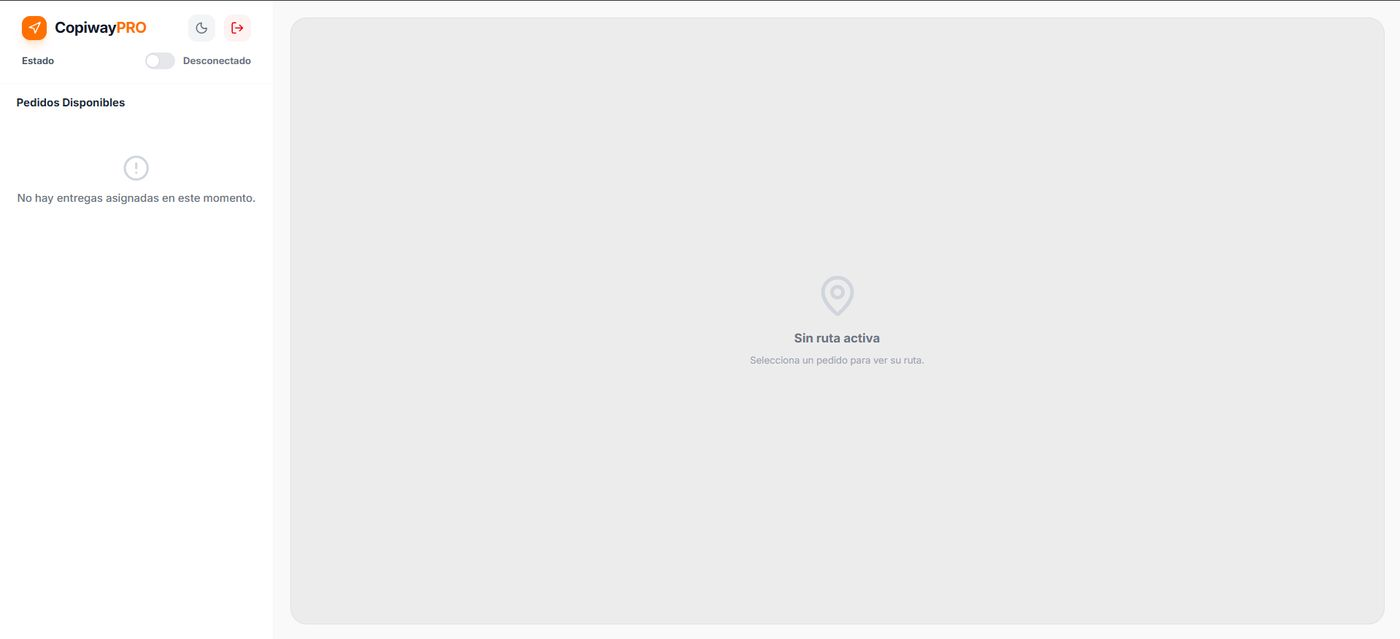 CopiwayPRO
Estado Desconectado
Pedidos Disponibles
No hay entregas asignadas en este momento.
Sin ruta activa
Selecciona un pedido para ver su ruta.